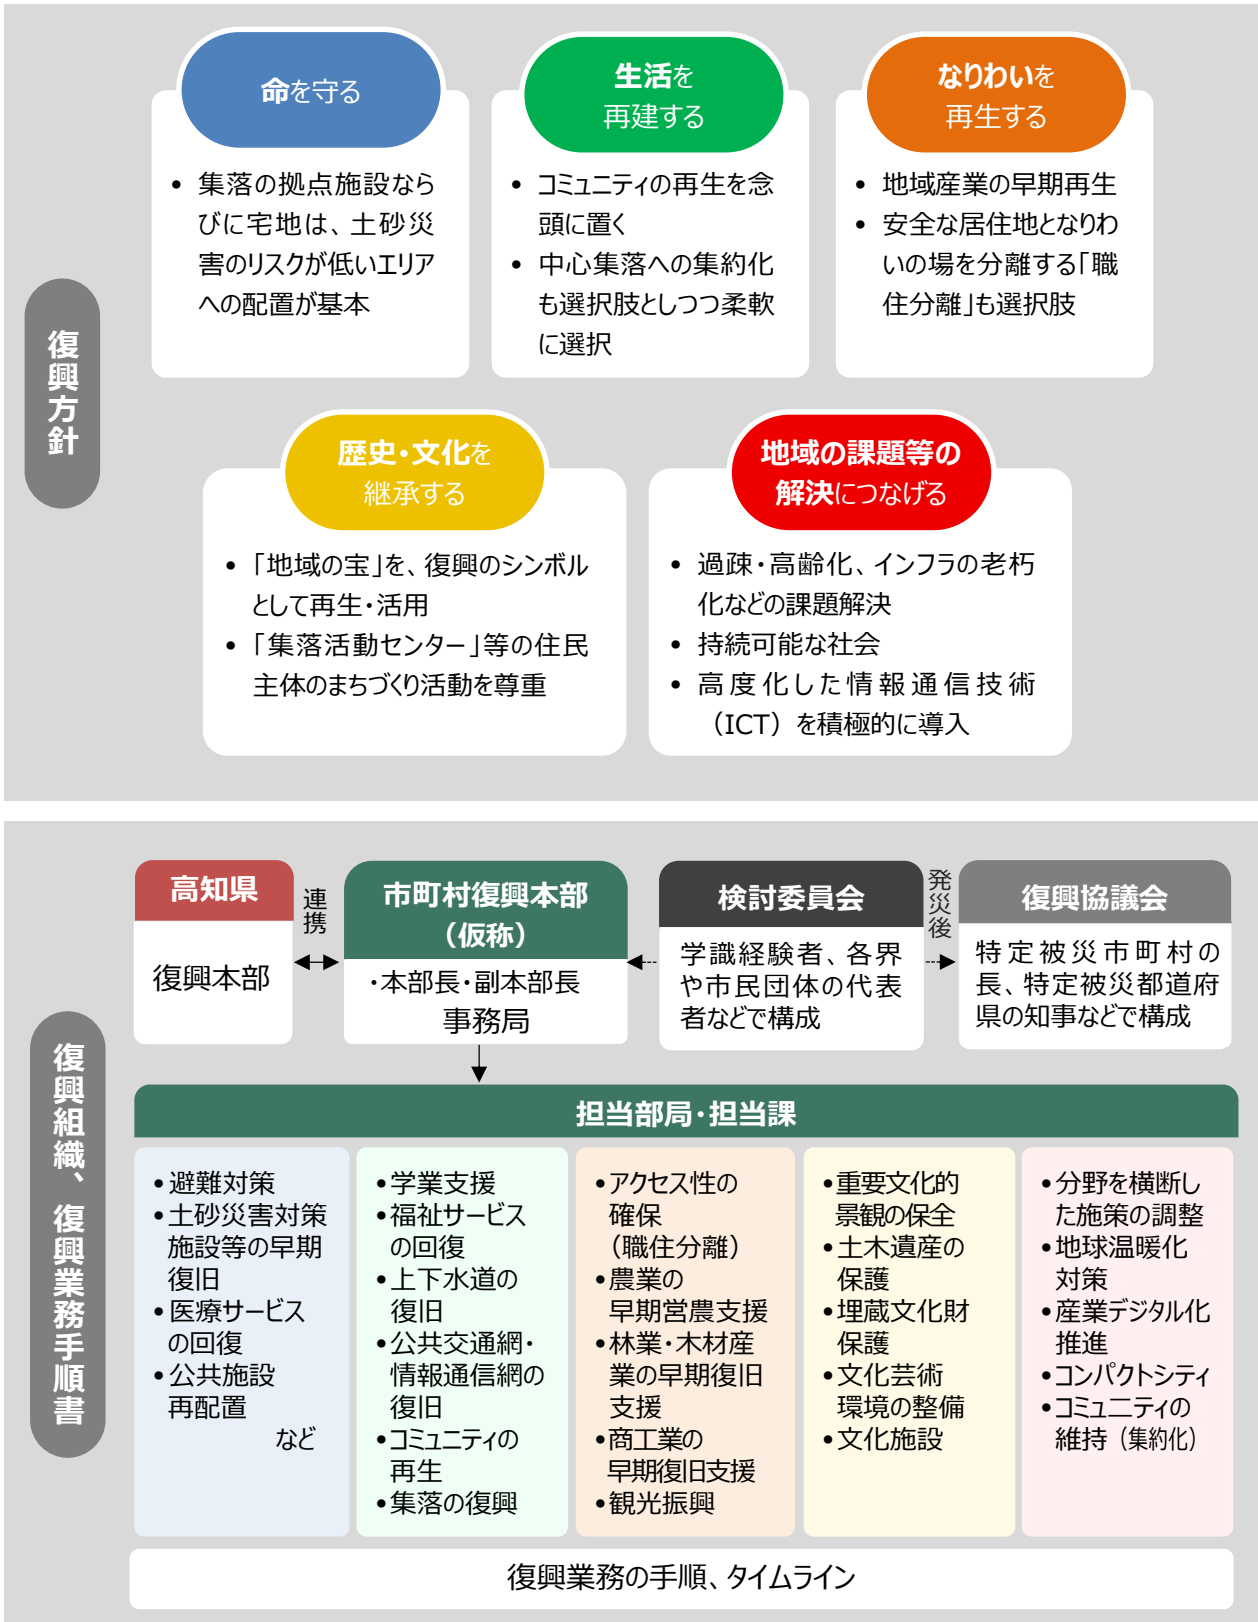 復興方針
命を守る
• 集落の拠点施設なら
びに宅地は、土砂災
害のリスクが低いエリア
への配置が基本
生活を
再建する
• コミュニティの再生を念
頭に置く
• 中心集落への集約化
も選択肢としつつ柔軟
に選択
なりわいを
再生する
• 地域産業の早期再生
• 安全な居住地となりわ
いの場を分離する「職
住分離」も選択肢
歴史・文化を
継承する
• 「地域の宝」を、復興のシンボル
として再生・活用
• 「集落活動センター」等の住民
主体のまちづくり活動を尊重
地域の課題等の
解決につなげる
• 過疎・高齢化、インフラの老朽
化などの課題解決
• 持続可能な社会
• 高度化した情報通信技術
（ICT）を積極的に導入
復興組織、復興業務手順書
高知県
復興本部
連携
市町村復興本部
（仮称）
・本部長・副本部長
事務局
検討委員会
学識経験者、各界
や市民団体の代表
者などで構成
発災後
復興協議会
特定被災市町村の
長、特定被災都道府
県の知事などで構成
担当部局・担当課
•避難対策
•土砂災害対策
施設等の早期
復旧
•医療サービス
の回復
•公共施設
再配置
など
•学業支援
•福祉サービス
の回復
•上下水道の
復旧
•公共交通網・
情報通信網の
復旧
•コミュニティの
再生
•集落の復興
•アクセス性の
確保
（職住分離）
•農業の
早期営農支援
•林業・木材産
業の早期復旧
支援
•商工業の
早期復旧支援
•観光振興
•重要文化的
景観の保全
•土木遺産の
保護
•埋蔵文化財
保護
•文化芸術
環境の整備
•文化施設
•分野を横断し
た施策の調整
•地球温暖化
対策
•産業デジタル化
推進
•コンパクトシティ
•コミュニティの
維持（集約化）
復興業務の手順、タイムライン